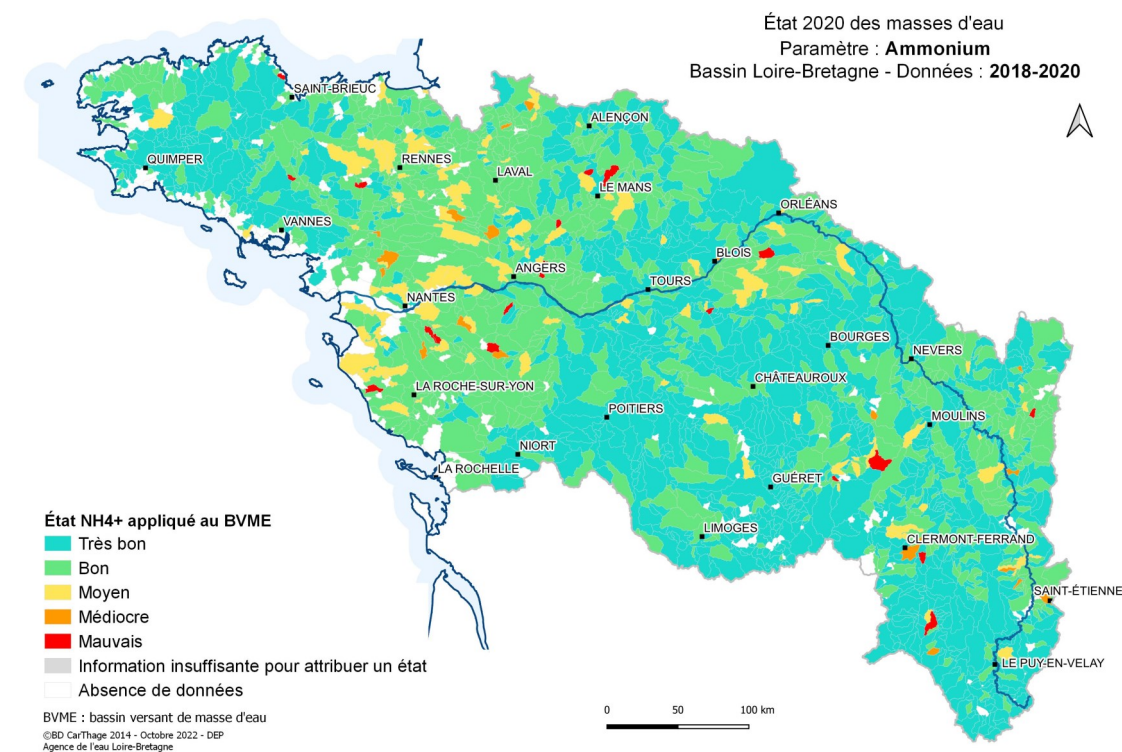 État 2020 des masses d'eau
Paramètre : Ammonium
Bassin Loire-Bretagne - Données : 2018-2020
SAINT-BRIEUC
ALENÇON
QUIMPER
RENNES
LAVAL
LE MANS
ORLÉANS
VANNES
BLOIS
ANGERS
TOURS
NANTES
BOURGES
NEVERS
CHÂTEAUROUX
LA ROCHE-SUR-YON
POITIERS
MOULINS
NIORT
LA ROCHELLE
GUÉRET
LIMOGES
CLERMONT-FERRAND
SAINT-ÉTIENNE
LE PUY-EN-VELAY
État NH4+ appliqué au BVME
Très bon
Bon
Moyen
Médiocre
Mauvais
Information insuffisante pour attribuer un état
Absence de données
BVME : bassin versant de masse d'eau
©BD CarThage 2014 - Octobre 2022 - DEP
Agence de l'eau Loire-Bretagne
0 50 100 km